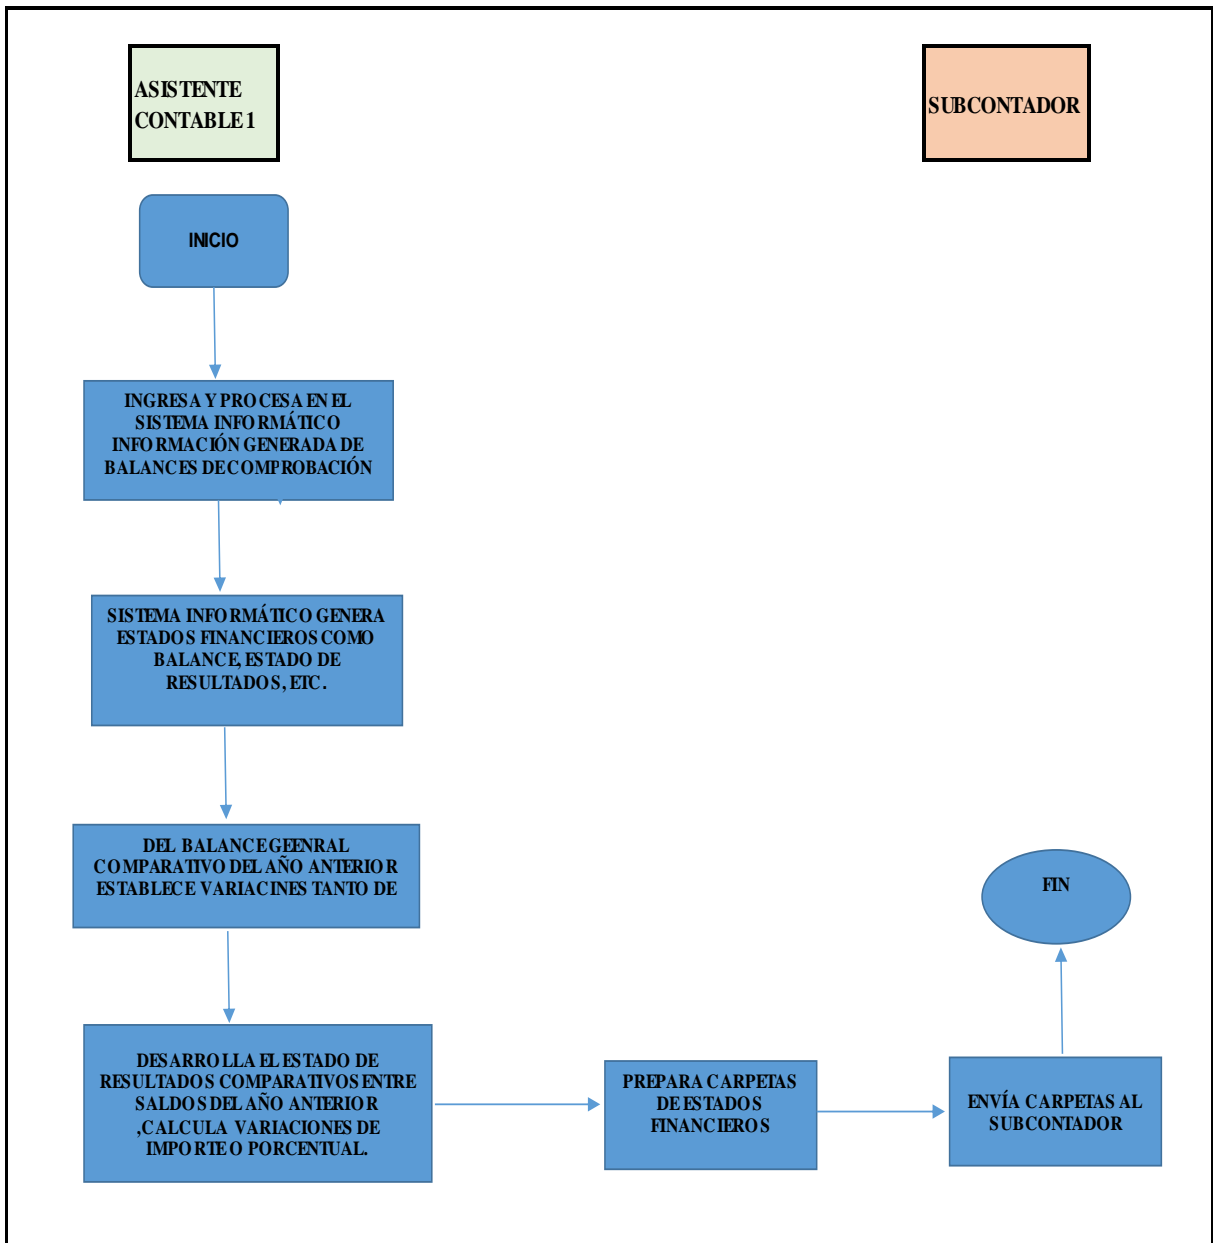 ASISTENTE
CONTABLE 1
SUBCONTADOR
INICIO
INGRESA Y PROCESA EN EL
SISTEMA INFORMÁTICO
INFORMACIÓN GENERADA DE
BALANCES DE COMPROBACIÓN
SISTEMA INFORMÁTICO GENERA
ESTADOS FINANCIEROS COMO
BALANCE, ESTADO DE
RESULTADOS, ETC.
DEL BALANCE GEENRAL
COMPARATIVO DEL AÑO ANTERIOR
ESTABLECE VARIACINES TANTO DE
DESARROLLA EL ESTADO DE
RESULTADOS COMPARATIVOS ENTRE
SALDOS DEL AÑO ANTERIOR
,CALCULA VARIACIONES DE
IMPORTE O PORCENTUAL.
PREPARA CARPETAS
DE ESTADOS
FINANCIEROS
ENVÍA CARPETAS AL
SUBCONTADOR
FIN